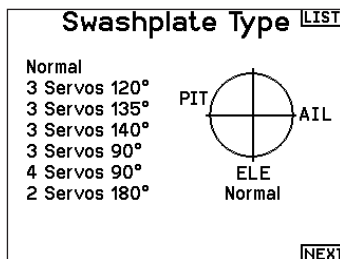 Swashplate Type LIST
Normal
3 Servos 120°
3 Servos 135°
3 Servos 140°
3 Servos 90°
4 Servos 90°
2 Servos 180°
PIT
AIL
ELE
Normal
NEXT